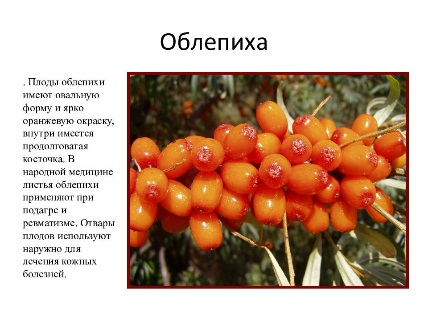 Облепиха
. Плоды облепихи
имеют овальную
форму и ярко
оранжевую окраску,
внутри имеется
продолговатая
косточка. В
народной медицине
листья облепихи
применяют при
подагре и
ревматизме. Отвары
плодов используют
наружно для
лечения кожных
болезней.